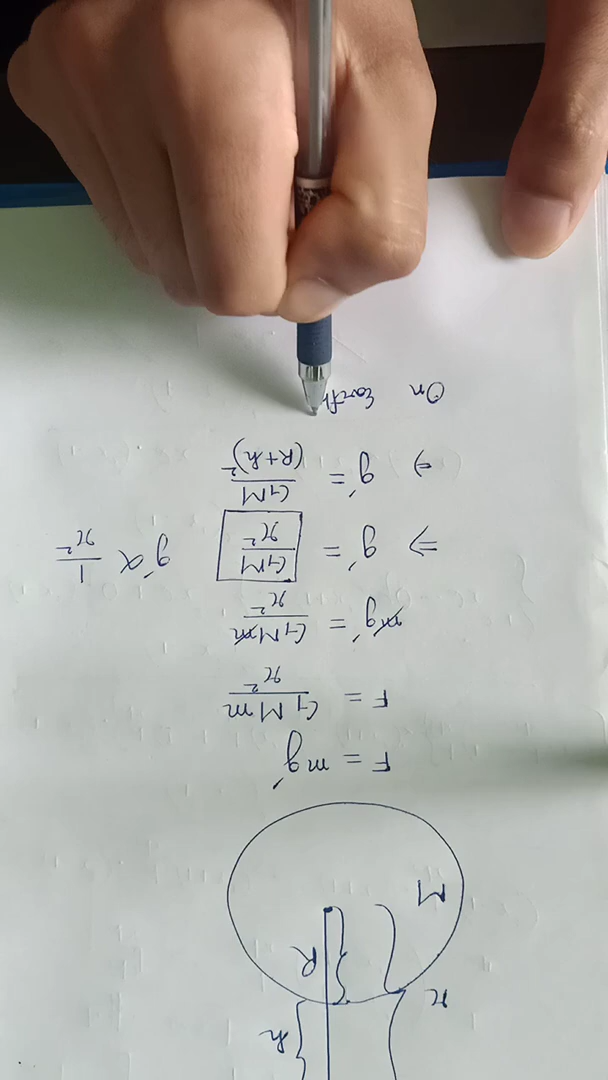 h
R
r
M
F = mg'
F = GMm/r²
mg' = GMm/r²
⇒ g' = GM/r² g' α 1/r²
⇒ g' = GM/(R+h)²
On Earth